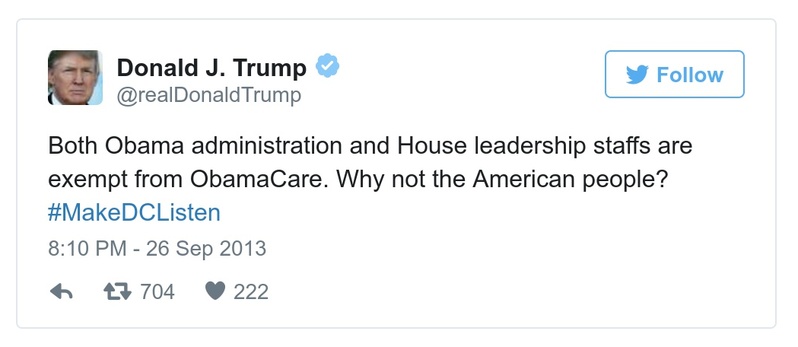 Donald J. Trump
@realDonaldTrump
Follow
Both Obama administration and House leadership staffs are
exempt from ObamaCare. Why not the American people?
#MakeDCListen
8:10 PM - 26 Sep 2013
704 222